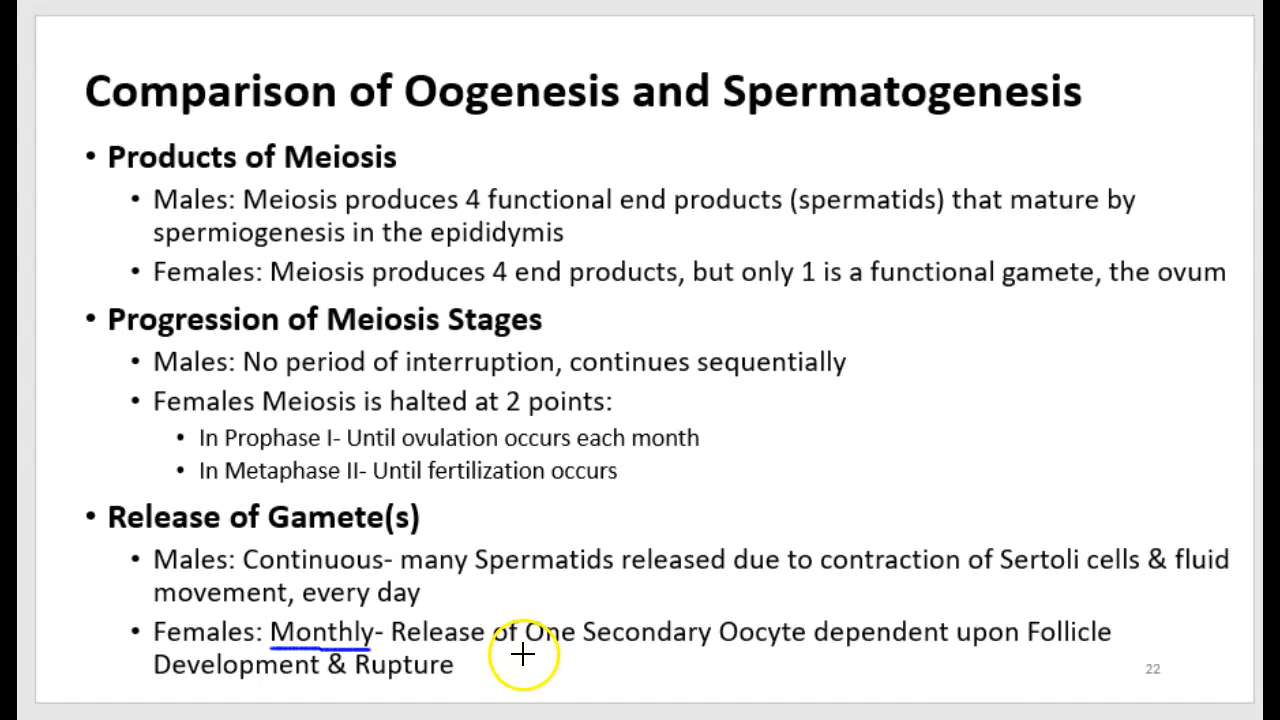 Comparison of Oogenesis and Spermatogenesis
• Products of Meiosis
• Males: Meiosis produces 4 functional end products (spermatids) that mature by
spermiogenesis in the epididymis
• Females: Meiosis produces 4 end products, but only 1 is a functional gamete, the ovum
• Progression of Meiosis Stages
• Males: No period of interruption, continues sequentially
• Females Meiosis is halted at 2 points:
• In Prophase I- Until ovulation occurs each month
• In Metaphase II- Until fertilization occurs
• Release of Gamete(s)
• Males: Continuous- many Spermatids released due to contraction of Sertoli cells & fluid
movement, every day
• Females: Monthly- Release of One Secondary Oocyte dependent upon Follicle
Development & Rupture
22